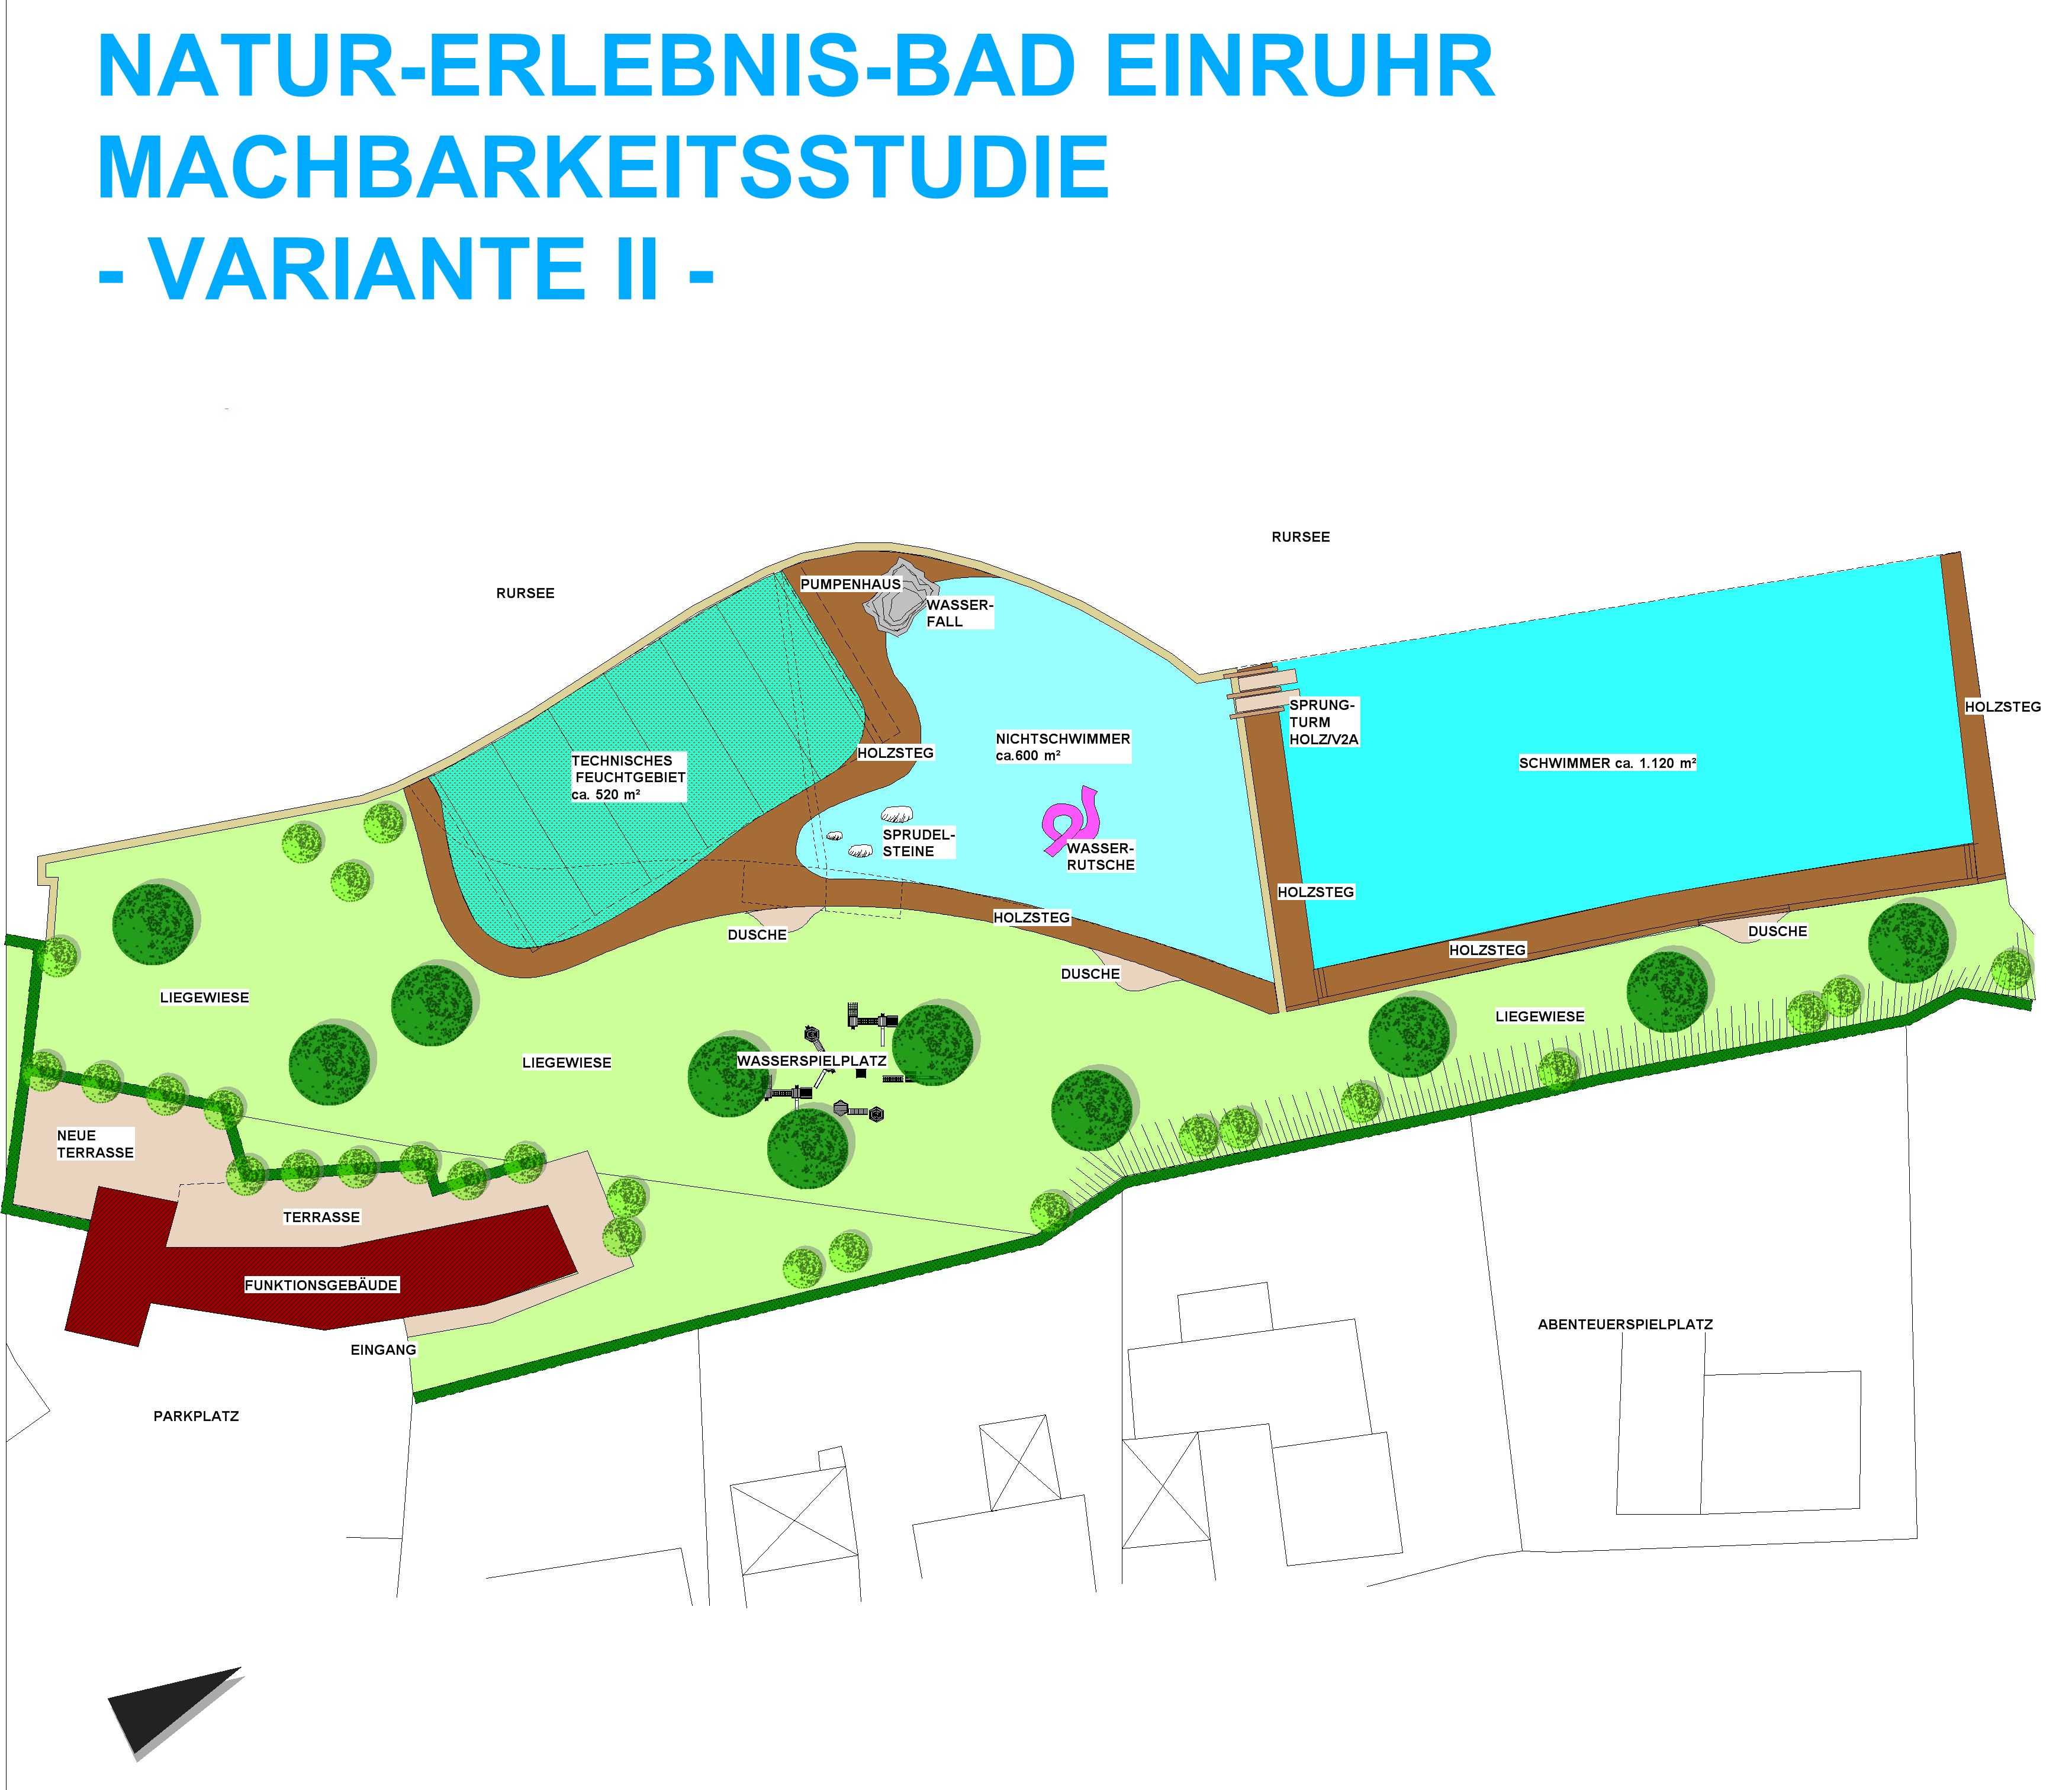 NATUR-ERLEBNIS-BAD EINRUHR
MACHBARKEITSSTUDIE
- VARIANTE II -
RURSEE
RURSEE
PUMPENHAUS
WASSER-
FALL
HOLZSTEG
SPRUNG-
TURM
HOLZ/V2A
NICHTSCHWIMMER
ca.600 m²
HOLZSTEG
TECHNISCHES
FEUCHTGEBIET
ca. 520 m²
SCHWIMMER ca. 1.120 m²
SPRUDEL-
STEINE
WASSER-
RUTSCHE
HOLZSTEG
HOLZSTEG
DUSCHE
DUSCHE
HOLZSTEG
DUSCHE
LIEGEWIESE
LIEGEWIESE
LIEGEWIESE
WASSERSPIELPLATZ
NEUE
TERRASSE
TERRASSE
FUNKTIONSGEBÄUDE
EINGANG
ABENTEUERSPIELPLATZ
PARKPLATZ